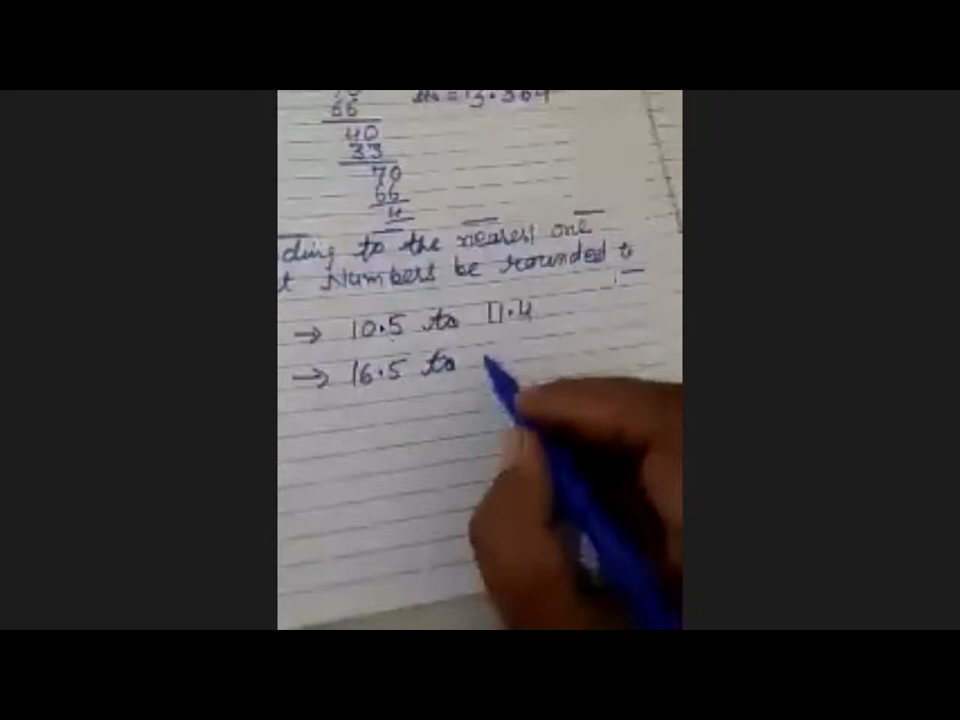 66
40
33
70
66
4
ding to the nearest one
t Numbers be rounded to
→ 10.5 to 11.4
→ 16.5 to